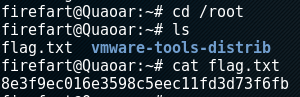 firefart@Quaoar:~# cd /root
firefart@Quaoar:~# ls
flag.txt  vmware-tools-distrib
firefart@Quaoar:~# cat flag.txt
8e3f9ec016e3598c5eec11fd3d73f6fb